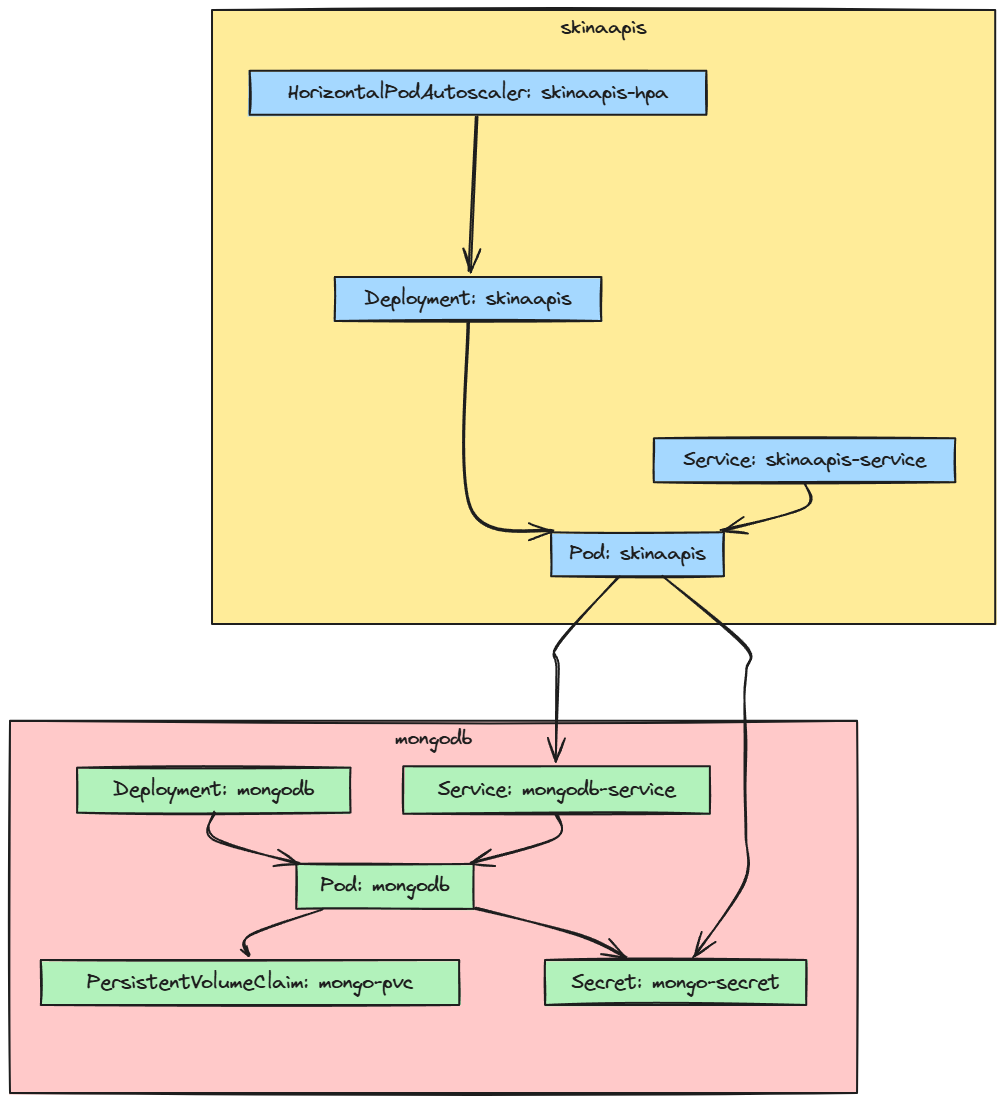 skinaapis
HorizontalPodAutoscaler: skinaapis-hpa
Deployment: skinaapis
Service: skinaapis-service
Pod: skinaapis
mongodb
Deployment: mongodb
Service: mongodb-service
Pod: mongodb
PersistentVolumeClaim: mongo-pvc
Secret: mongo-secret